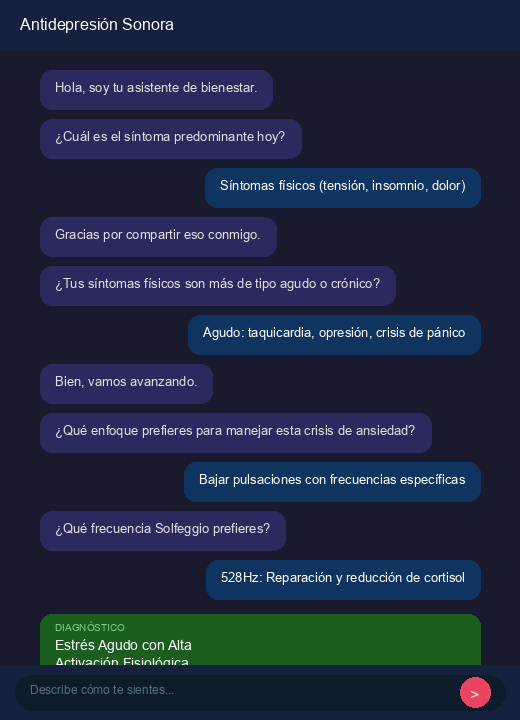 Antidepresión Sonora
Hola, soy tu asistente de bienestar.
¿Cuál es el síntoma predominante hoy?
Síntomas físicos (tensión, insomnio, dolor)
Gracias por compartir eso conmigo.
¿Tus síntomas físicos son más de tipo agudo o crónico?
Agudo: taquicardia, opresión, crisis de pánico
Bien, vamos avanzando.
¿Qué enfoque prefieres para manejar esta crisis de ansiedad?
Bajar pulsaciones con frecuencias específicas
¿Qué frecuencia Solfeggio prefieres?
528Hz: Reparación y reducción de cortisol
DIAGNÓSTICO
Estrés Agudo con Alta
Activación Fisiológica
Describe cómo te sientes...
>